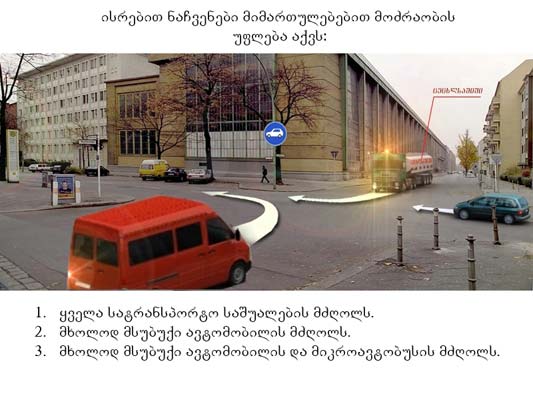 ისრებით ნაჩვენები მიმართულებებით მოძრაობის
უფლება აქვს:
ცეცხლსაშიში
1. ყველა სატრანსპორტო საშუალების მძღოლს.
2. მხოლოდ მსუბუქი ავტომობილის მძღოლს.
3. მხოლოდ მსუბუქი ავტომობილის და მიკროავტობუსის მძღოლს.